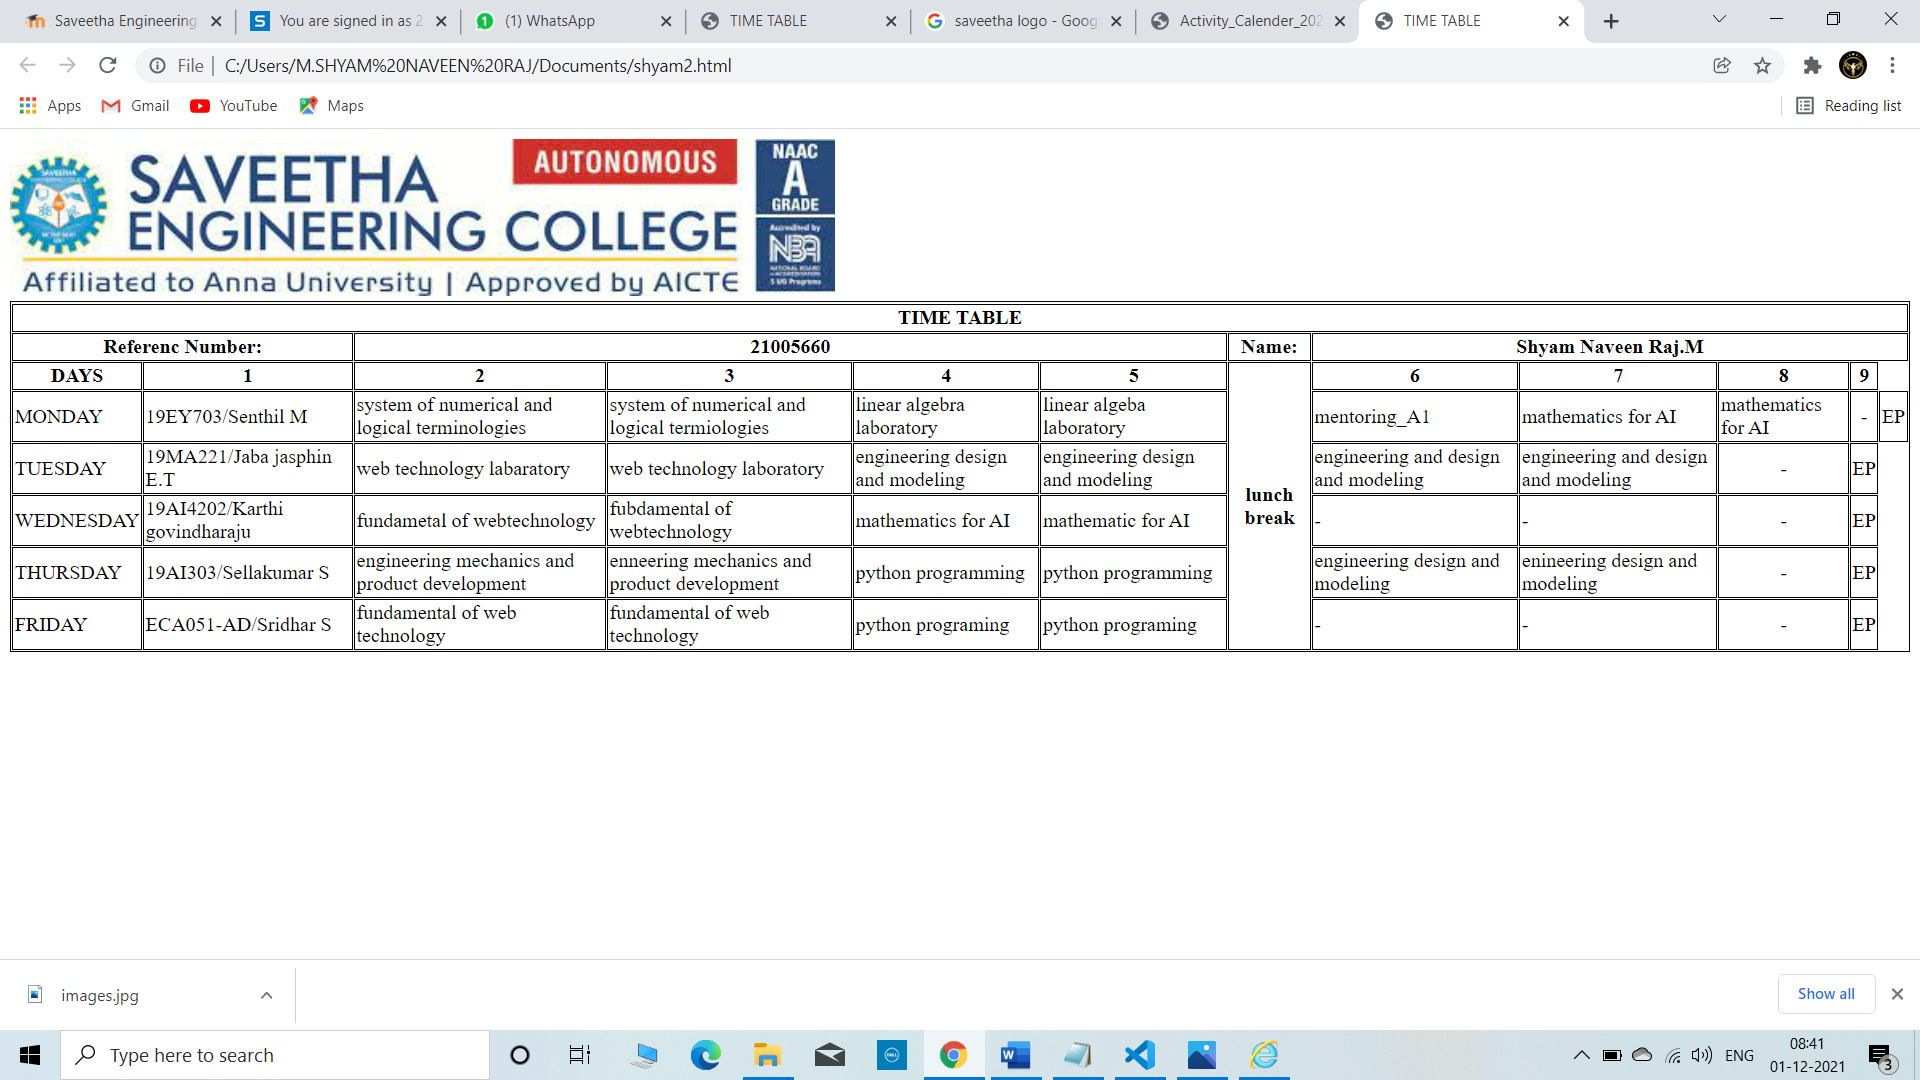 Saveetha Engineering
You are signed in as 2
(1) WhatsApp
TIME TABLE
saveetha logo - Goog
Activity_Calender_202
TIME TABLE
File | C:/Users/M.SHYAM%20NAVEEN%20RAJ/Documents/shyam2.html
Apps Gmail YouTube Maps Reading list
AUTONOMOUS
SAVEETHA
ENGINEERING COLLEGE
Affiliated to Anna University | Approved by AICTE
NAAC
A
GRADE
Accredited by
NBA
NATIONAL BOARD
5 UG Programs
TIME TABLE
Referenc Number: 21005660 Name: Shyam Naveen Raj.M
DAYS 1 2 3 4 5 lunch break 6 7 8 9
MONDAY 19EY703/Senthil M system of numerical and logical terminologies system of numerical and logical termiologies linear algebra laboratory linear algeba laboratory mentoring_A1 mathematics for AI mathematics for AI - EP
TUESDAY 19MA221/Jaba jasphin E.T web technology labaratory web technology laboratory engineering design and modeling engineering design and modeling engineering and design and modeling engineering and design and modeling - EP
WEDNESDAY 19AI4202/Karthi govindharaju fundametal of webtechnology fubdamental of webtechnology mathematics for AI mathematic for AI - - - EP
THURSDAY 19AI303/Sellakumar S engineering mechanics and product development enneering mechanics and product development python programming python programming engineering design and modeling enineering design and modeling - EP
FRIDAY ECA051-AD/Sridhar S fundamental of web technology fundamental of web technology python programing python programing - - - EP
images.jpg
Show all
Type here to search
ENG
08:41
01-12-2021
3